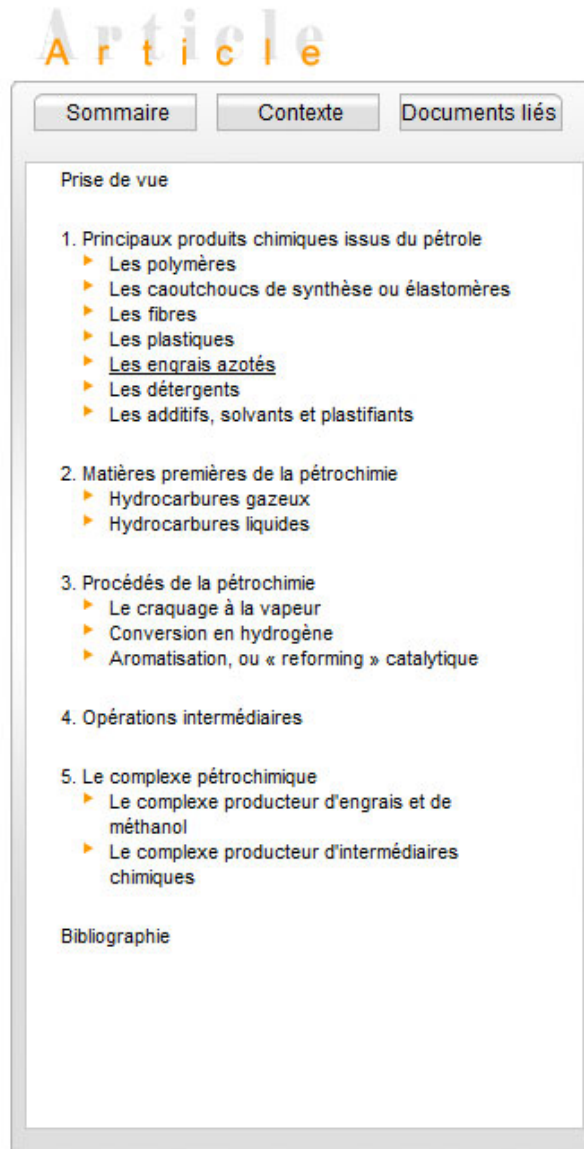 Article
Sommaire Contexte Documents liés
Prise de vue
1. Principaux produits chimiques issus du pétrole
Les polymères
Les caoutchoucs de synthèse ou élastomères
Les fibres
Les plastiques
Les engrais azotés
Les détergents
Les additifs, solvants et plastifiants
2. Matières premières de la pétrochimie
Hydrocarbures gazeux
Hydrocarbures liquides
3. Procédés de la pétrochimie
Le craquage à la vapeur
Conversion en hydrogène
Aromatisation, ou « reforming » catalytique
4. Opérations intermédiaires
5. Le complexe pétrochimique
Le complexe producteur d'engrais et de
méthanol
Le complexe producteur d'intermédiaires
chimiques
Bibliographie